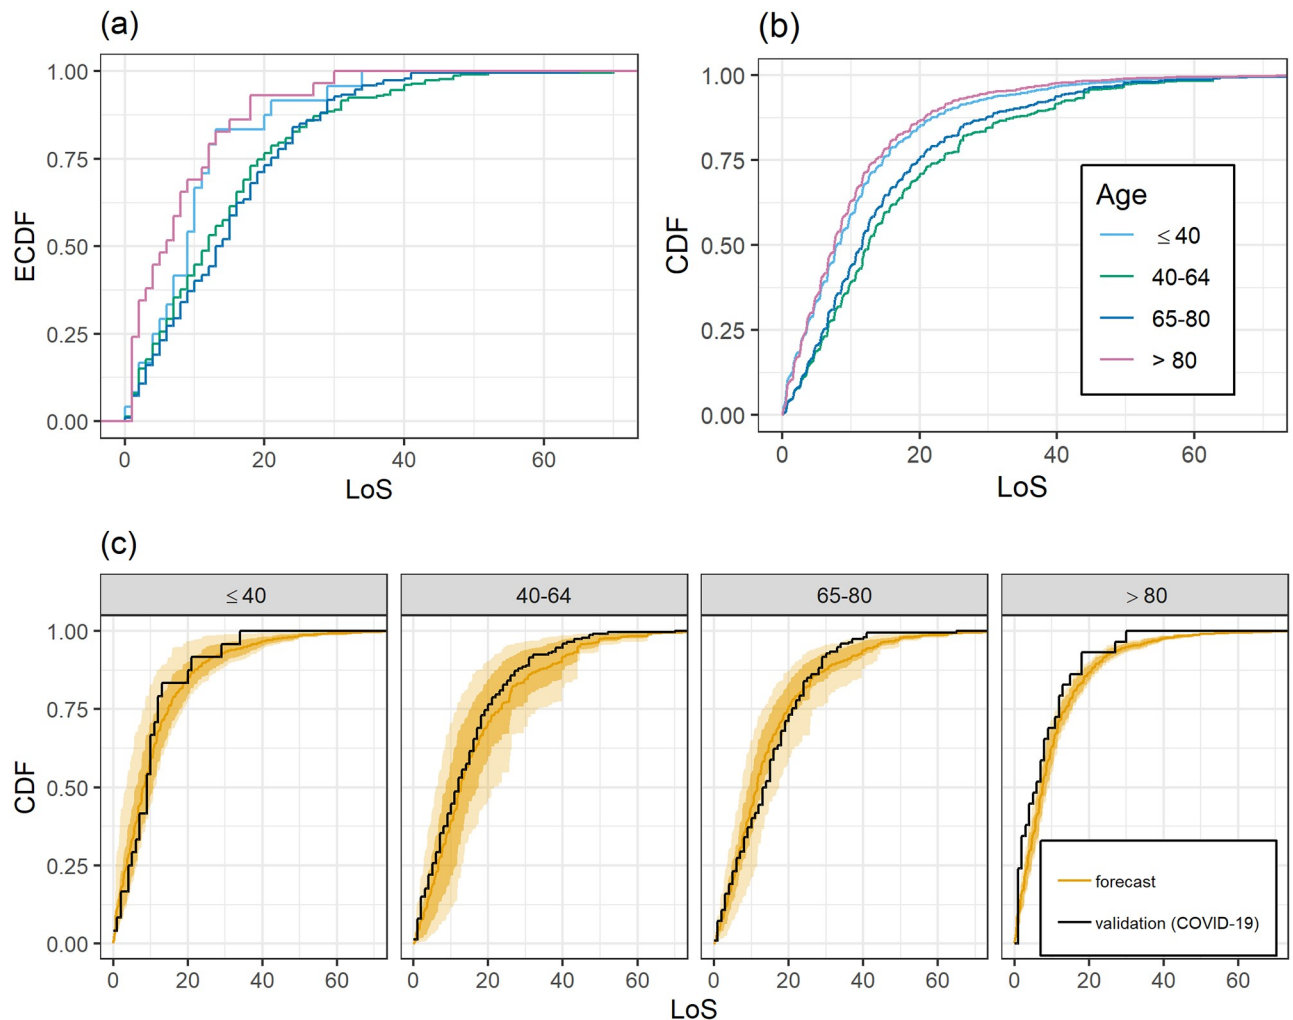 (a)
ECDF
1.00
0.75
0.50
0.25
0.00
0 20 40 60
LoS
(b)
CDF
1.00
0.75
0.50
0.25
0.00
0 20 40 60
LoS
Age
≤ 40
40-64
65-80
> 80
(c)
≤ 40 40-64 65-80 > 80
CDF
1.00
0.75
0.50
0.25
0.00
forecast
validation (COVID-19)
0 20 40 60 0 20 40 60 0 20 40 60 0 20 40 60
LoS